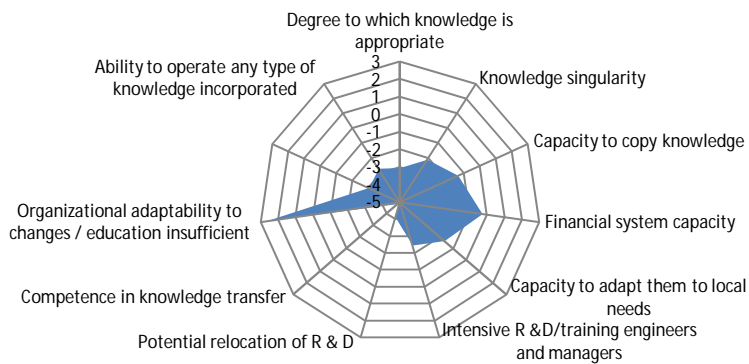 Degree to which knowledge is
appropriate
Knowledge singularity
Capacity to copy knowledge
Financial system capacity
Capacity to adapt them to local
needs
Intensive R &D/training engineers
and managers
Potential relocation of R & D
Competence in knowledge transfer
Organizational adaptability to
changes / education insufficient
Ability to operate any type of
knowledge incorporated
3
2
1
0
-1
-2
-3
-4
-5